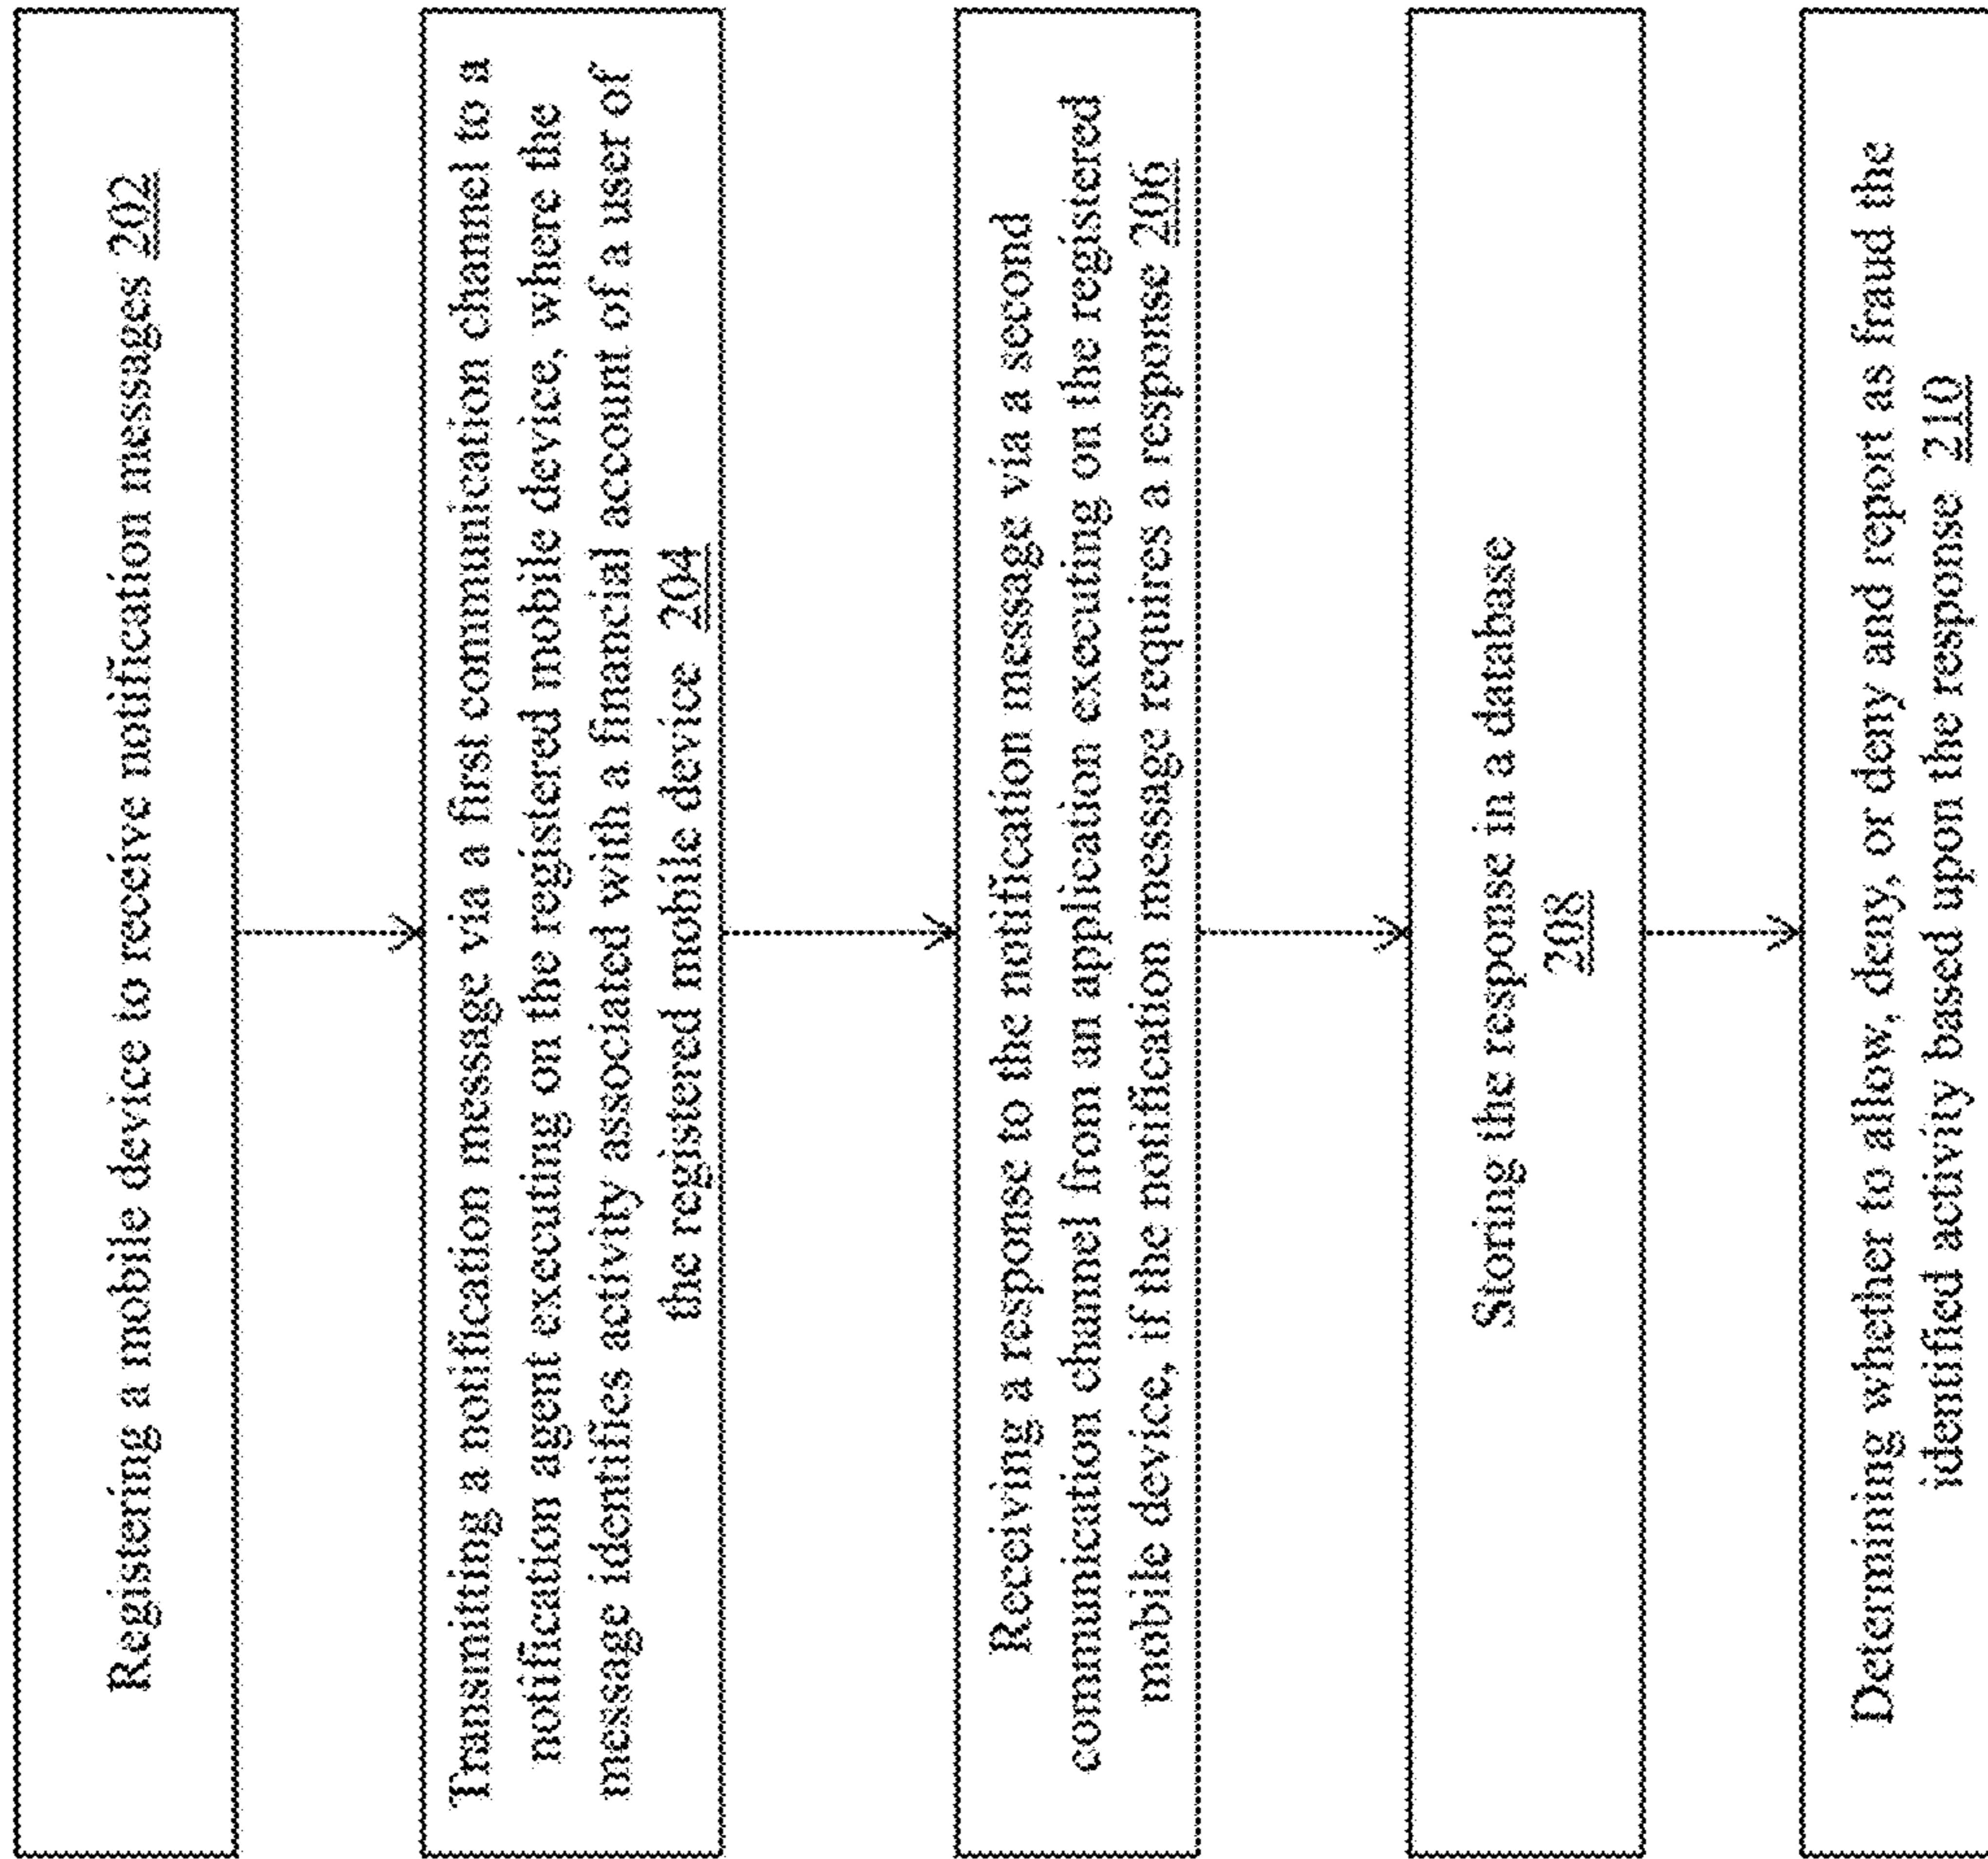 Registering a mobile device to receive notification messages 202
Transmitting a notification message via a first communication channel to a
notification agent executing on the registered mobile device, where the
message identifies activity associated with a financial account of a user of
the registered mobile device 204
Receiving a response to the notification message via a second
communication channel from an application executing on the registered
mobile device, if the notification message requires a response 206
Storing the response in a database
208
Determining whether to allow, deny, or deny and report as fraud the
identified activity based upon the response 210